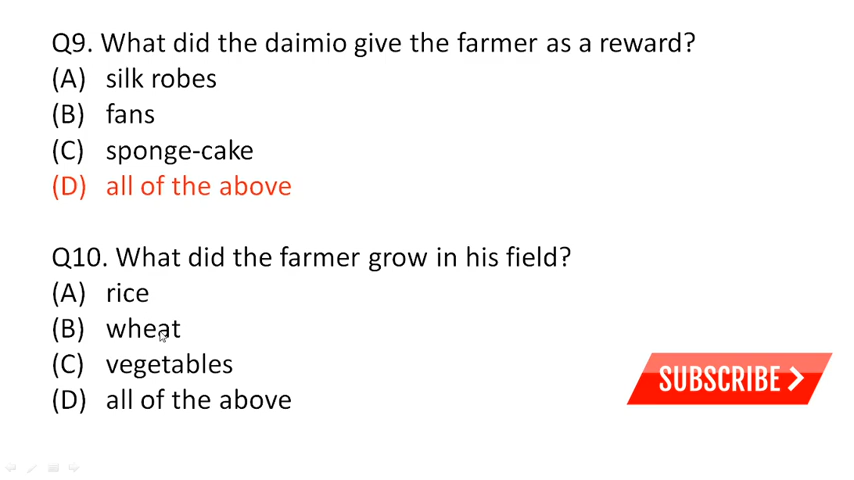 Q9. What did the daimio give the farmer as a reward?
(A) silk robes
(B) fans
(C) sponge-cake
(D) all of the above
Q10. What did the farmer grow in his field?
(A) rice
(B) wheat
(C) vegetables
(D) all of the above
SUBSCRIBE